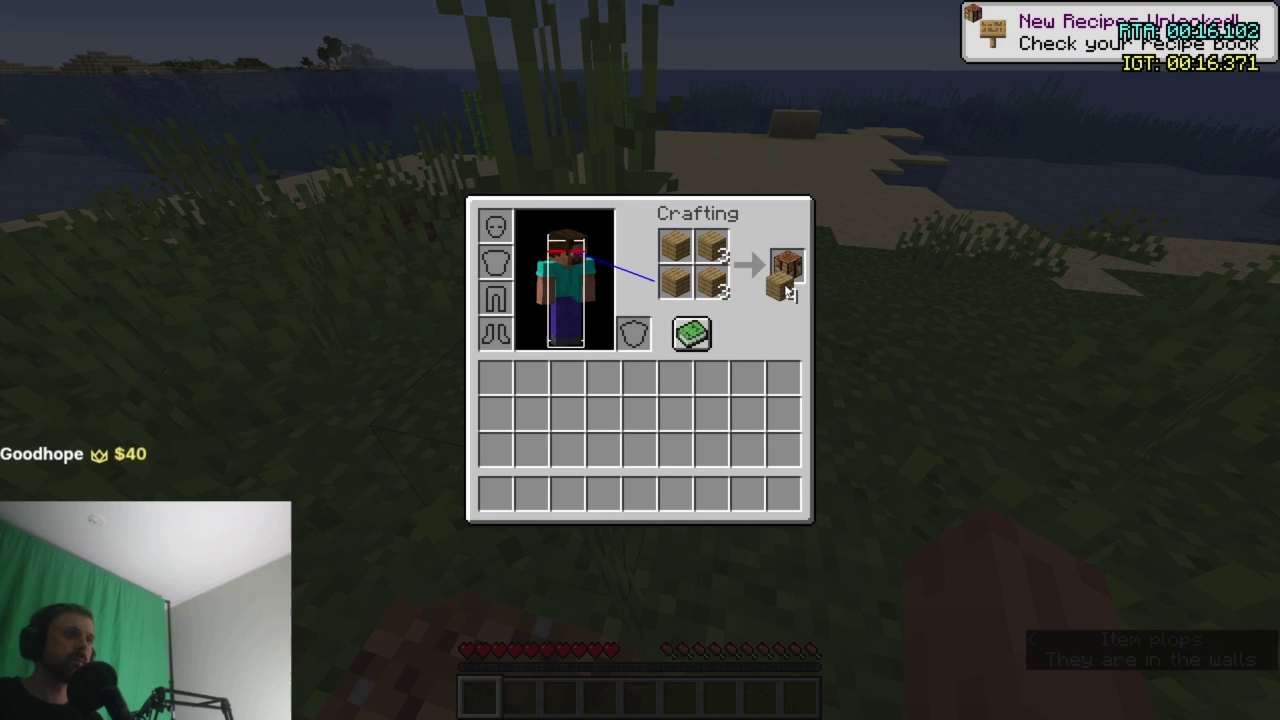 New Recipes Unlocked!
RTA: 00:16.102
Check your recipe book
IGT: 00:16.371
Crafting
3
3
4
Goodhope $40
< Item plops
They are in the walls